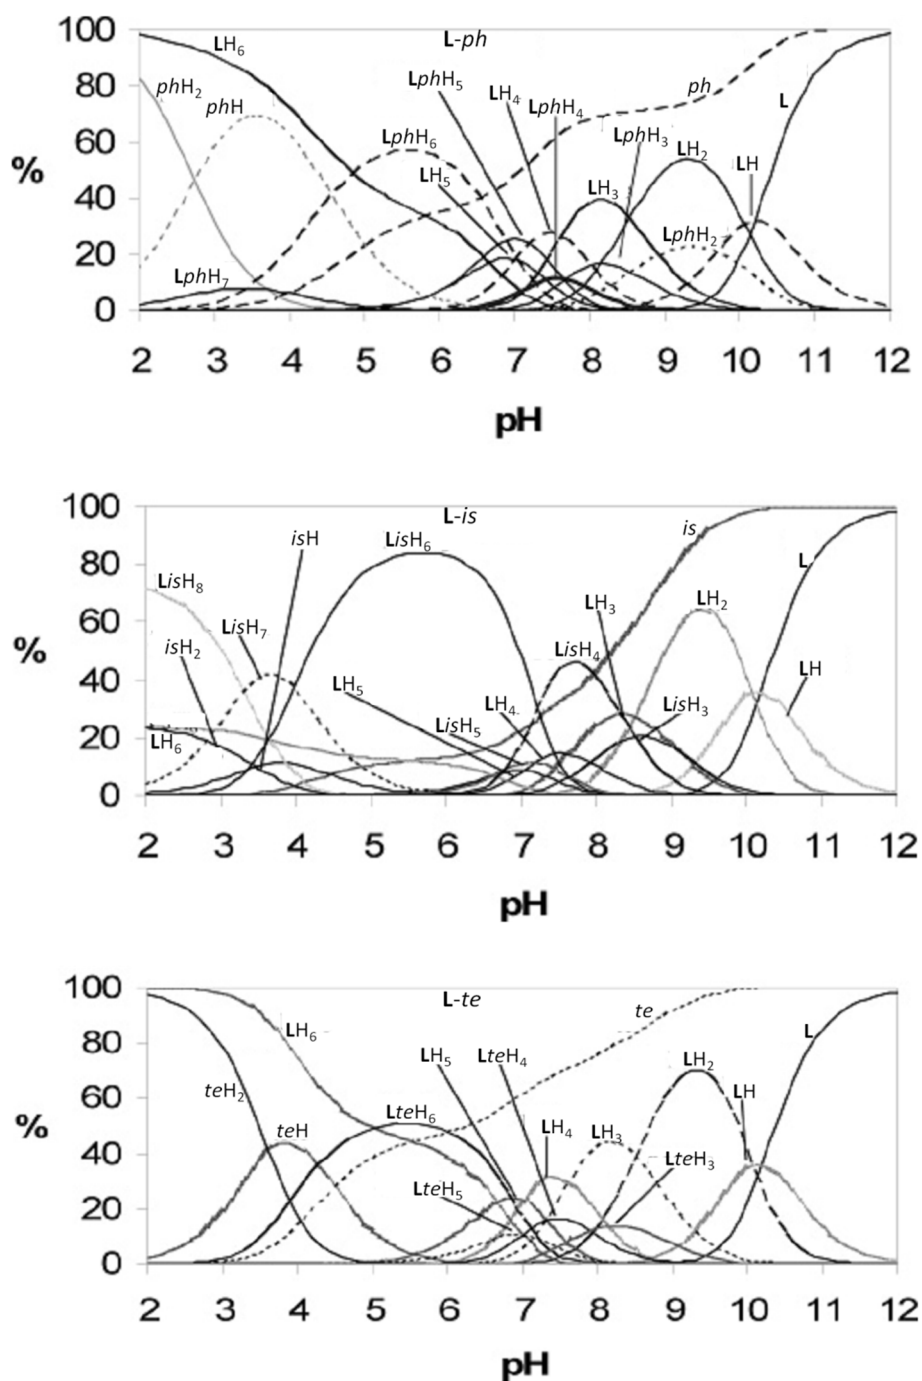 100
80
60
40
20
0
%
L-ph
LH6
phH2
phH
LphH7
LphH6
LphH5
LH5
LH4
LphH4
LphH3
LH3
LH2
LphH2
ph
LH
L
2 3 4 5 6 7 8 9 10 11 12
pH
100
80
60
40
20
0
%
L-is
LisH8
isH2
LH6
LisH7
isH
LisH6
LH5
LisH5
LH4
LisH4
LH3
LisH3
is
LH2
L
LH
2 3 4 5 6 7 8 9 10 11 12
pH
100
80
60
40
20
0
%
L-te
LH6
teH2
teH
LteH6
LteH5
LH5
LteH4
LH4
LH3
LteH3
te
LH2
LH
L
2 3 4 5 6 7 8 9 10 11 12
pH